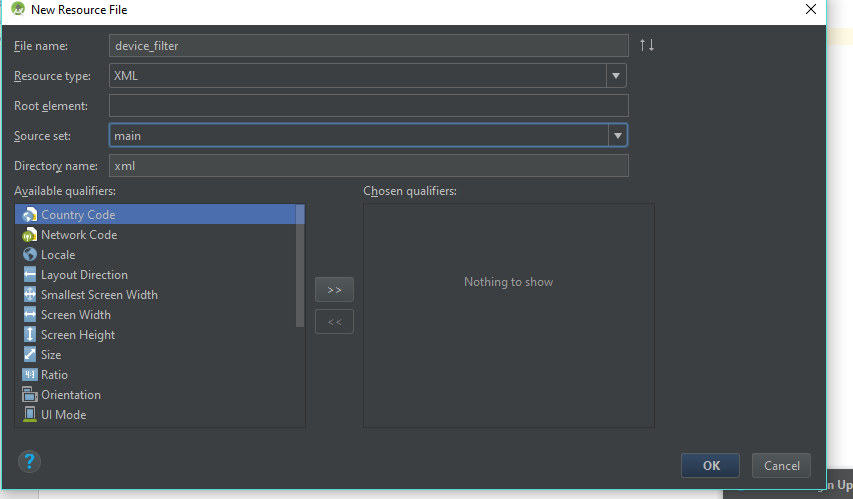 New Resource File
File name: device_filter
Resource type: XML
Root element:
Source set: main
Directory name: xml
Available qualifiers: Chosen qualifiers:
Country Code
Network Code
Locale
Layout Direction
Smallest Screen Width
Screen Width
Screen Height
Size
4:3 Ratio
Orientation
UI Mode
>>
<<
Nothing to show
?
OK Cancel
Up